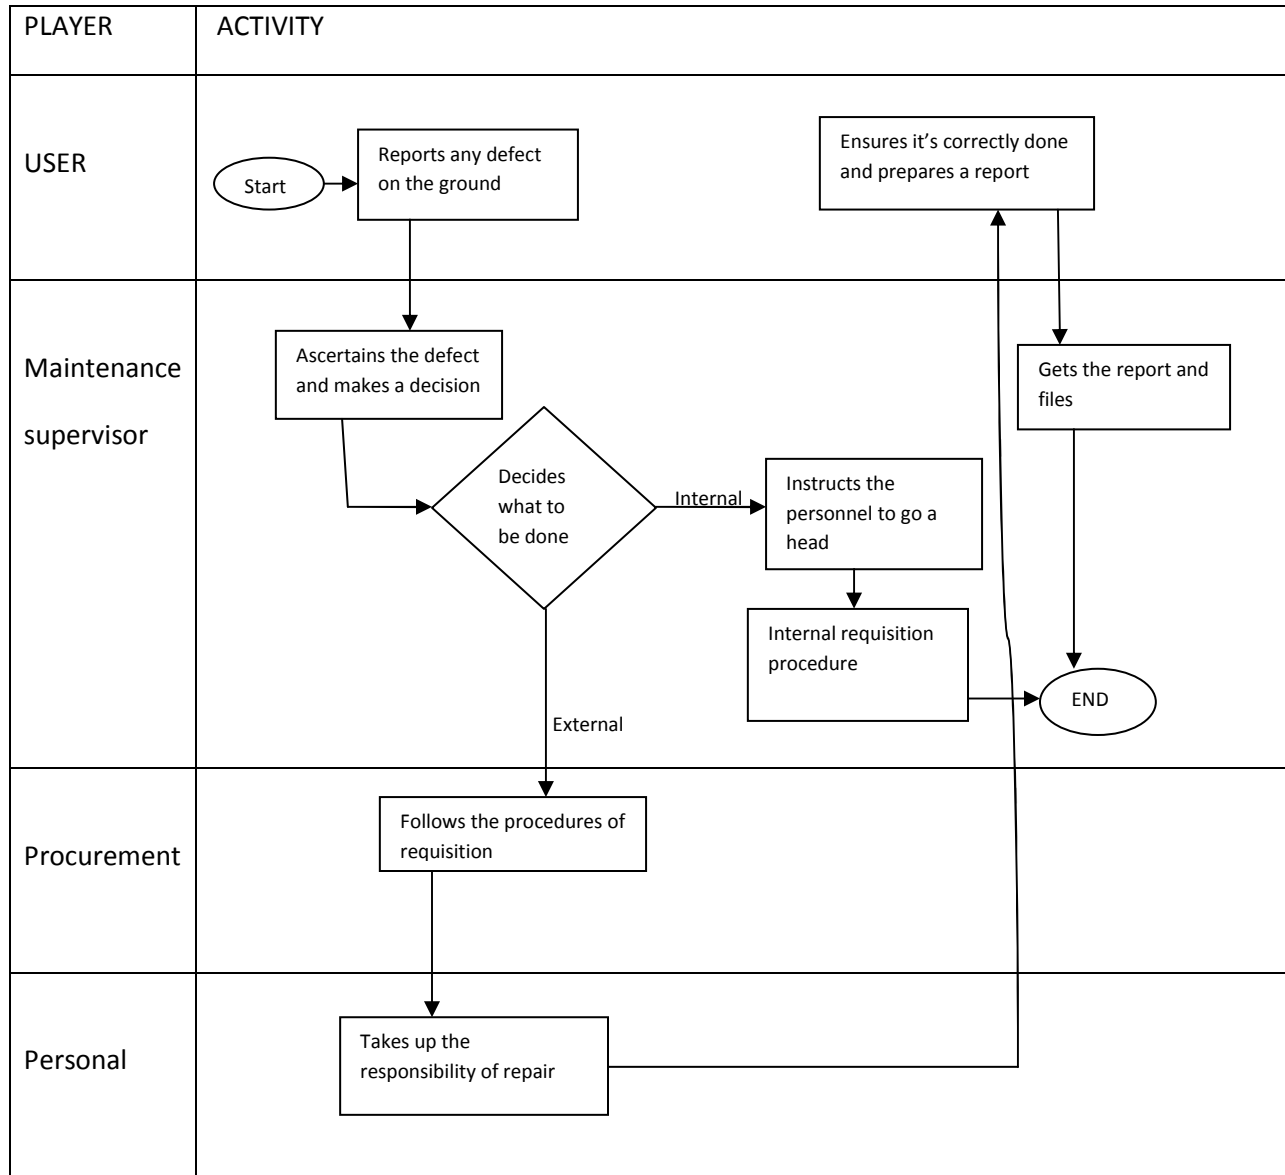 PLAYER
ACTIVITY
USER
Start
Reports any defect
on the ground
Ensures it’s correctly done
and prepares a report
Maintenance
supervisor
Ascertains the defect
and makes a decision
Gets the report and
files
Decides
what to
be done
Internal
Instructs the
personnel to go a
head
Internal requisition
procedure
END
External
Procurement
Follows the procedures of
requisition
Personal
Takes up the
responsibility of repair